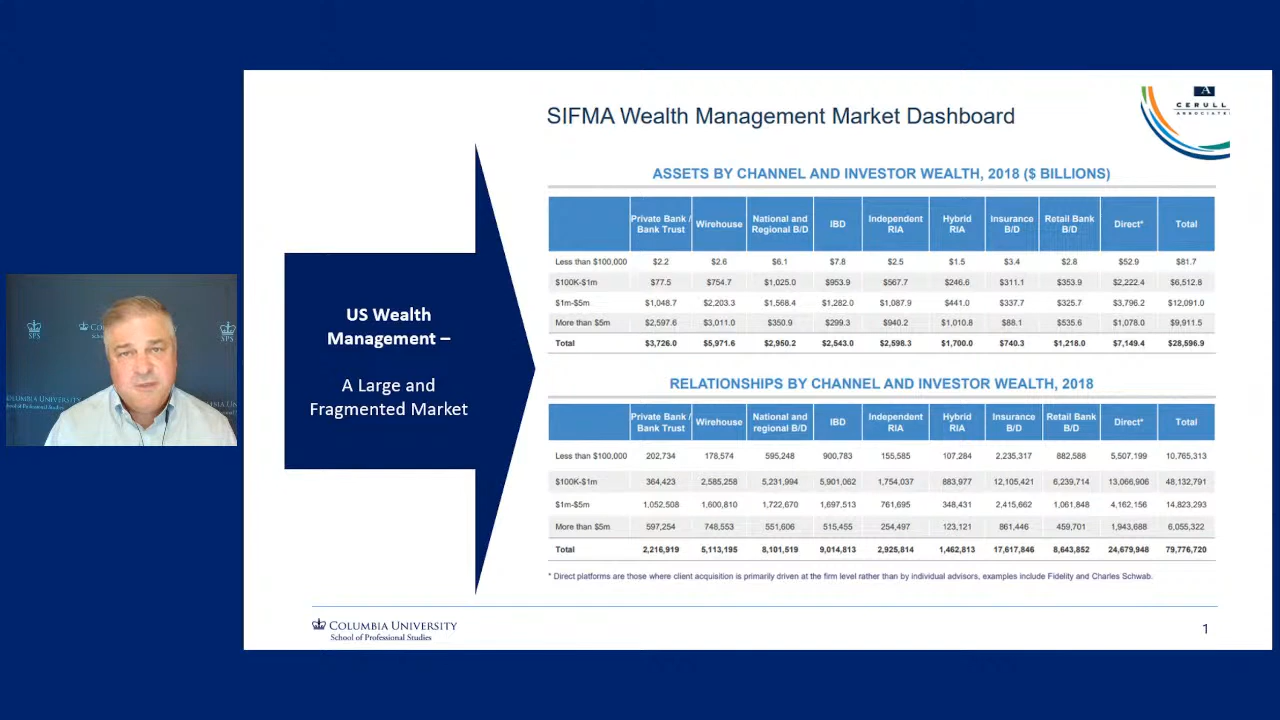 SIFMA Wealth Management Market Dashboard
A
CERULL
ASSOCIATE
US Wealth
Management –
A Large and
Fragmented Market
ASSETS BY CHANNEL AND INVESTOR WEALTH, 2018 ($ BILLIONS)
Private Bank / Bank Trust Wirehouse National and Regional B/D IBD Independent RIA Hybrid RIA Insurance B/D Retail Bank B/D Direct* Total
Less than $100,000 $2.2 $2.6 $6.1 $7.8 $2.5 $1.5 $3.4 $2.8 $52.9 $81.7
$100K-$1m $77.5 $754.7 $1,025.0 $953.9 $567.7 $246.6 $311.1 $353.9 $2,222.4 $6,512.8
$1m-$5m $1,048.7 $2,203.3 $1,568.4 $1,282.0 $1,087.9 $441.0 $337.7 $325.7 $3,796.2 $12,091.0
More than $5m $2,597.6 $3,011.0 $350.9 $299.3 $940.2 $1,010.8 $88.1 $535.6 $1,078.0 $9,911.5
Total $3,726.0 $5,971.6 $2,950.2 $2,543.0 $2,598.3 $1,700.0 $740.3 $1,218.0 $7,149.4 $28,596.9
RELATIONSHIPS BY CHANNEL AND INVESTOR WEALTH, 2018
Private Bank / Bank Trust Wirehouse National and regional B/D IBD Independent RIA Hybrid RIA Insurance B/D Retail Bank B/D Direct* Total
Less than $100,000 202,734 178,574 595,248 900,783 155,585 107,284 2,235,317 882,588 5,507,199 10,765,313
$100K-$1m 364,423 2,585,258 5,231,994 5,901,062 1,754,037 883,977 12,105,421 6,239,714 13,066,906 48,132,791
$1m-$5m 1,052,508 1,600,810 1,722,670 1,697,513 761,695 348,431 2,415,662 1,061,848 4,162,156 14,823,293
More than $5m 597,254 748,553 551,606 515,455 254,497 123,121 861,446 459,701 1,943,688 6,055,322
Total 2,216,919 5,113,195 8,101,519 9,014,813 2,925,814 1,462,813 17,617,846 8,643,852 24,679,948 79,776,720
* Direct platforms are those where client acquisition is primarily driven at the firm level rather than by individual advisors, examples include Fidelity and Charles Schwab.
COLUMBIA UNIVERSITY
School of Professional Studies
1
SPS
SPS
COLUMBIA UNIVERSITY
School of Professional Studies